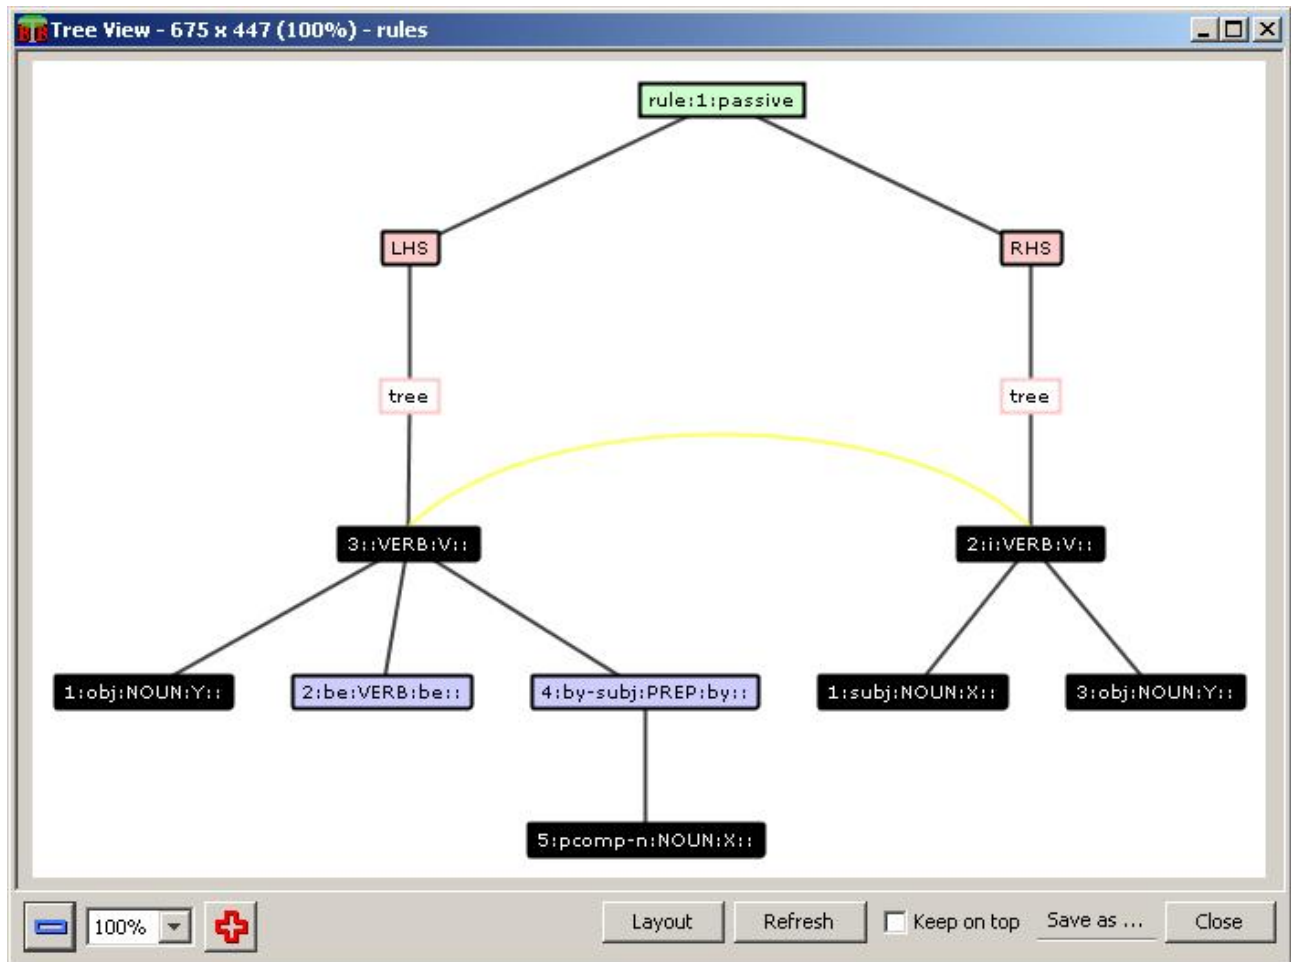 Tree View - 675 x 447 (100%) - rules
rule:1:passive
LHS
RHS
tree
tree
3::VERB:V::
2:i:VERB:V::
1:obj:NOUN:Y::
2:be:VERB:be::
4:by-subj:PREP:by::
1:subj:NOUN:X::
3:obj:NOUN:Y::
5:pcomp-n:NOUN:X::
100%
Layout
Refresh
Keep on top
Save as ...
Close